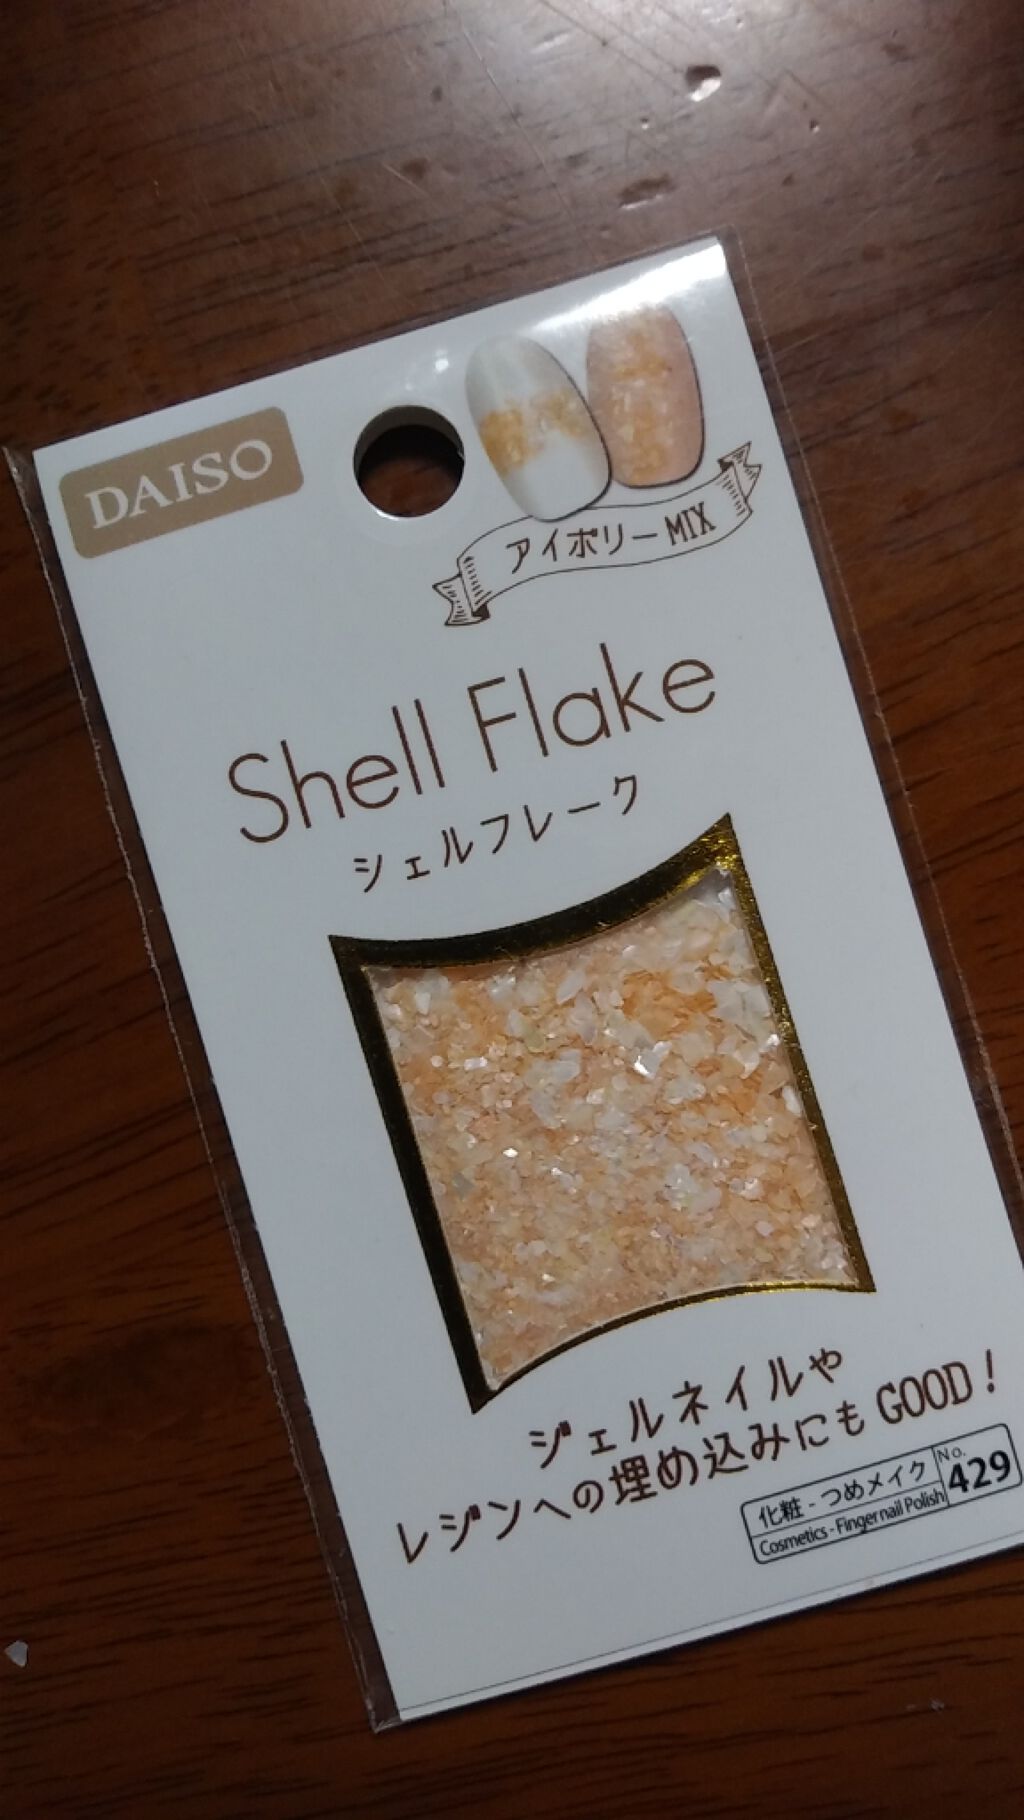 DAISO
アイボリーMIX
Shell Flake
シェルフレーク
ジェルネイルや
レジンへの埋め込みにもGOOD!
化粧-つめメイク
Cosmetics-Fingernail Polish
No.
429